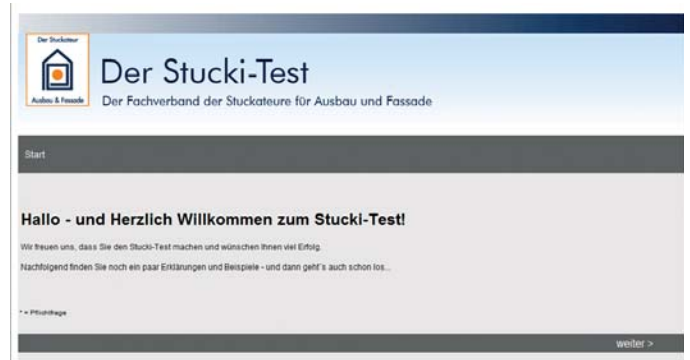 Der Stuckateur
Ausbau & Fassade
Der Stucki-Test
Der Fachverband der Stuckateure für Ausbau und Fassade
Start
Hallo - und Herzlich Willkommen zum Stucki-Test!
Wir freuen uns, dass Sie den Stucki-Test machen und wünschen Ihnen viel Erfolg.
Nachfolgend finden Sie noch ein paar Erklärungen und Beispiele - und dann geht´s auch schon los...
* = Pflichtfrage
weiter >